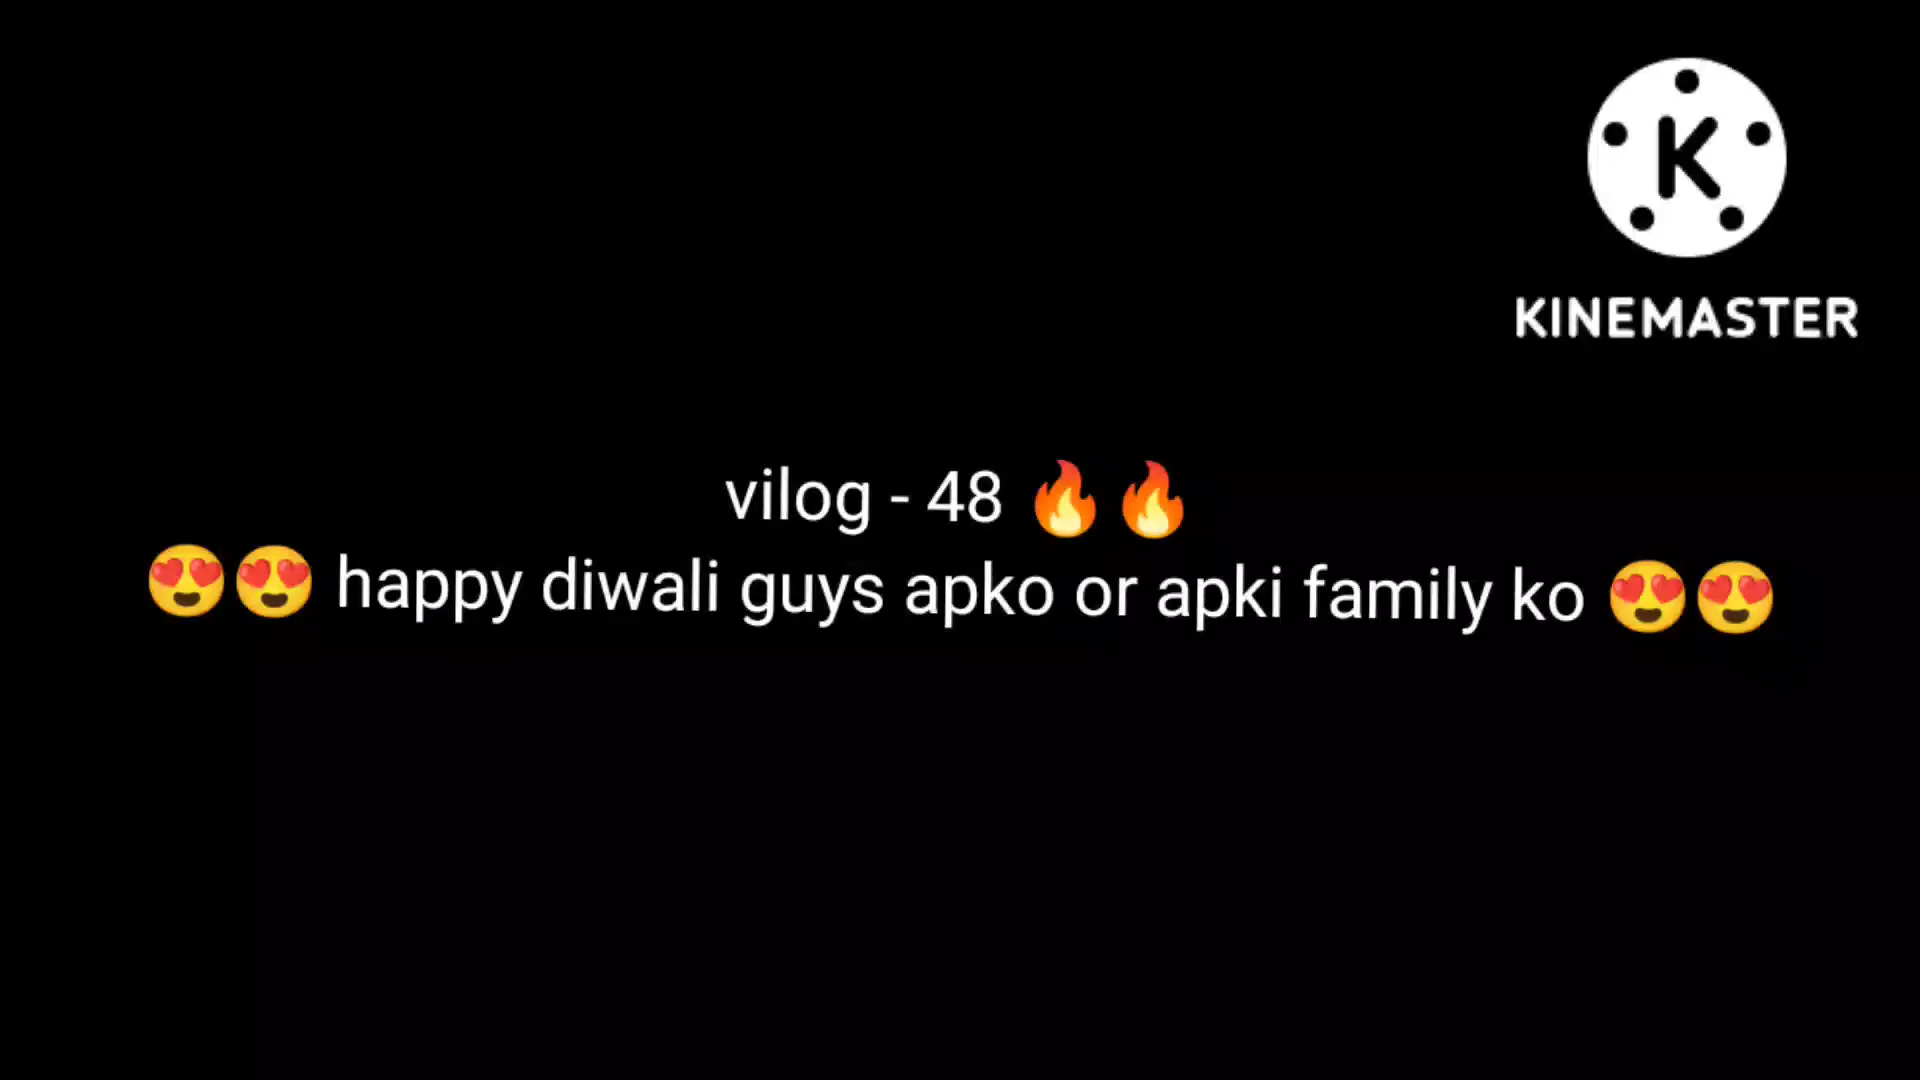 K
KINEMASTER
vilog - 48 🔥🔥
😍😍 happy diwali guys apko or apki family ko 😍😍